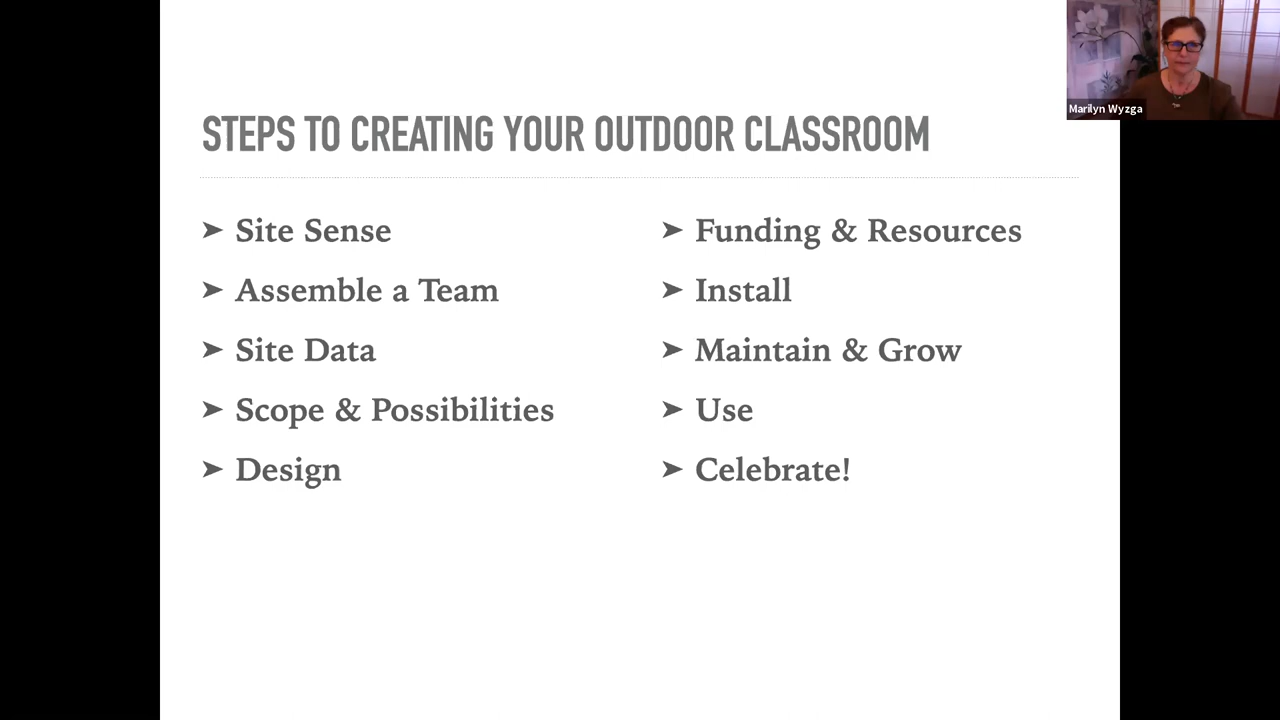 STEPS TO CREATING YOUR OUTDOOR CLASSROOM
➤ Site Sense
➤ Assemble a Team
➤ Site Data
➤ Scope & Possibilities
➤ Design
➤ Funding & Resources
➤ Install
➤ Maintain & Grow
➤ Use
➤ Celebrate!
Marilyn Wyzga